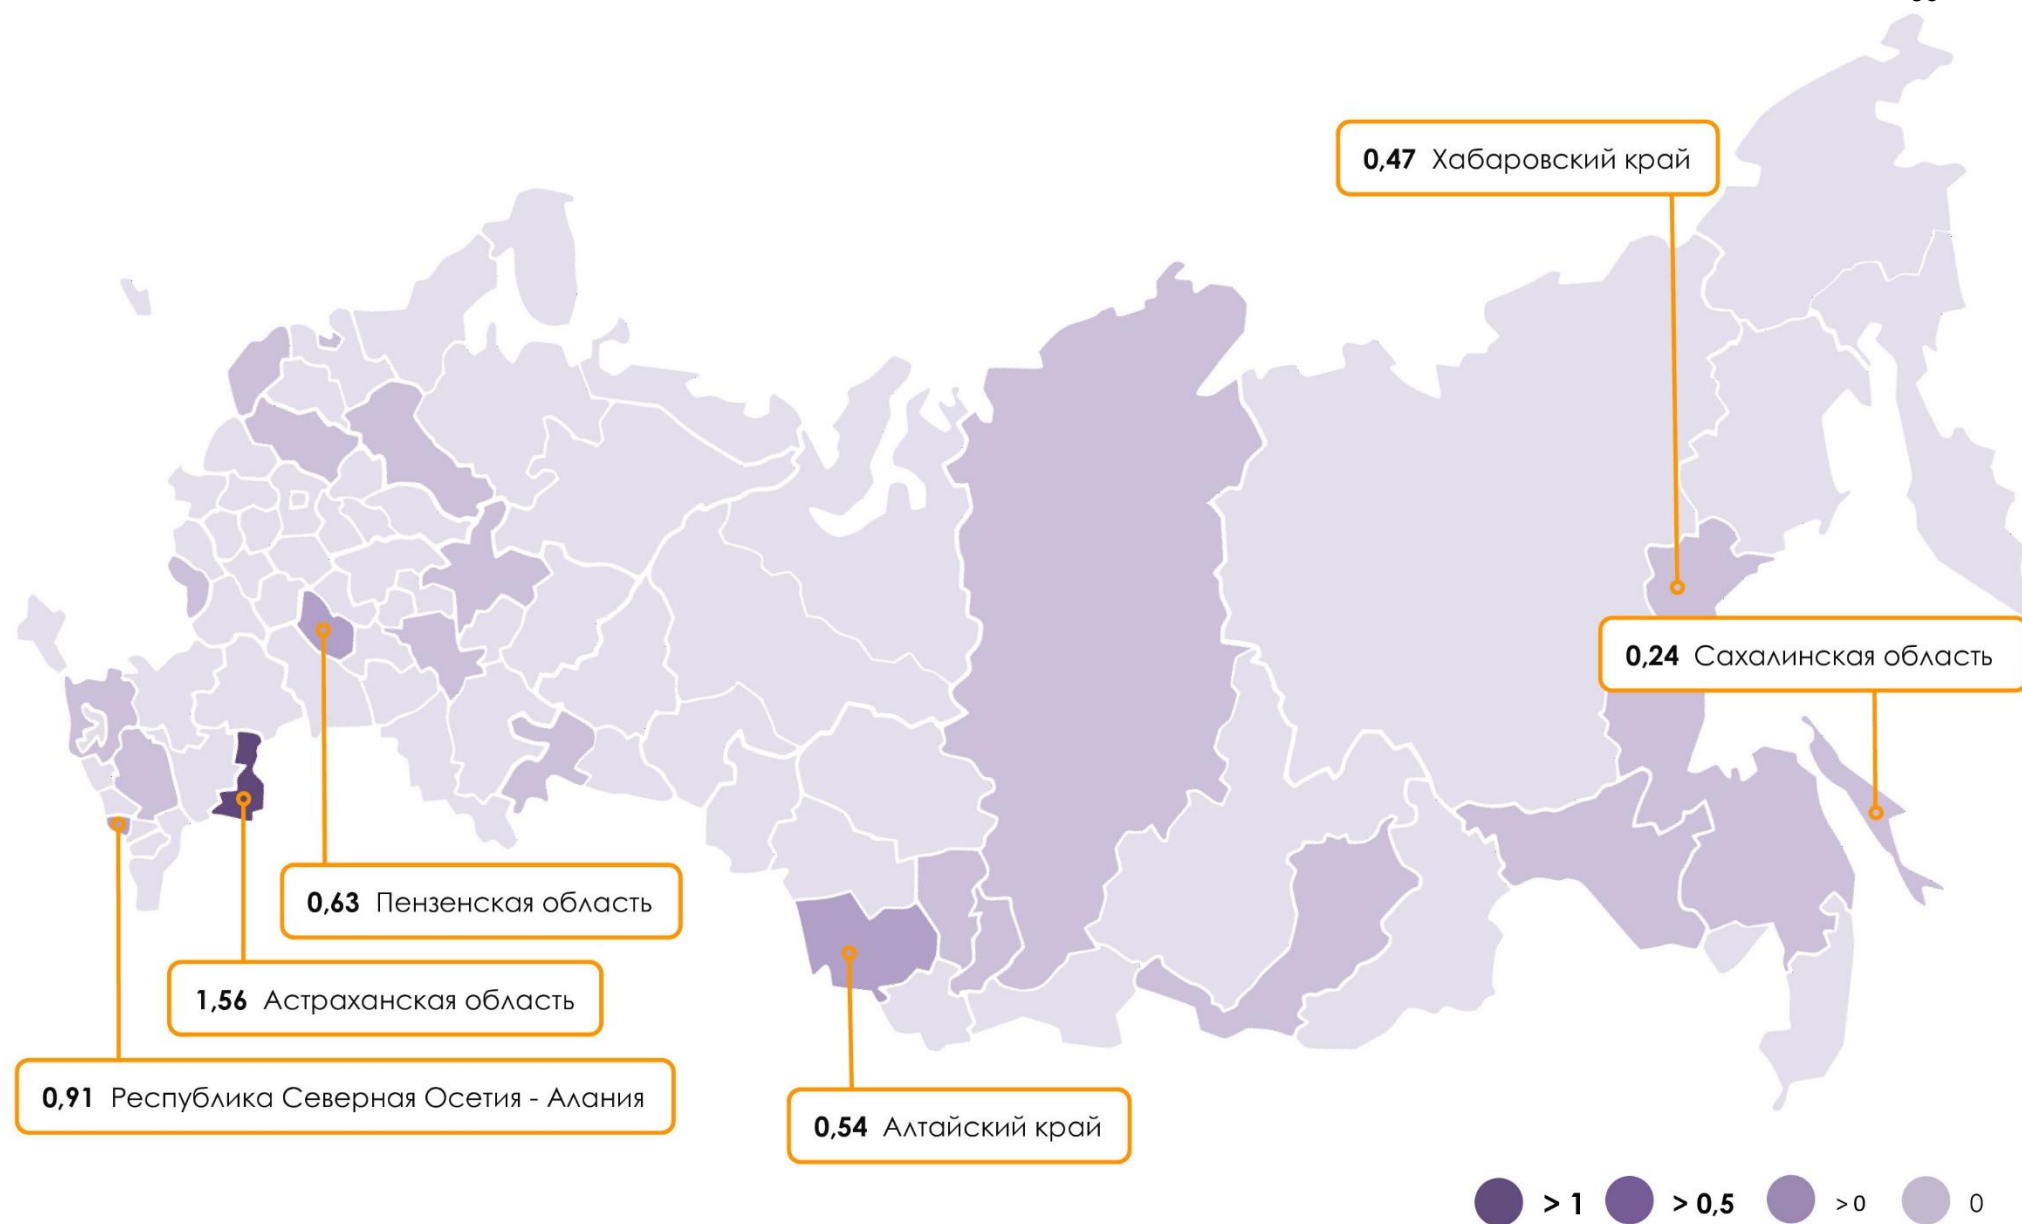 0,47 Хабаровский край
0,24 Сахалинская область
0,63 Пензенская область
1,56 Астраханская область
0,91 Республика Северная Осетия - Алания
0,54 Алтайский край
> 1 > 0,5 > 0 0